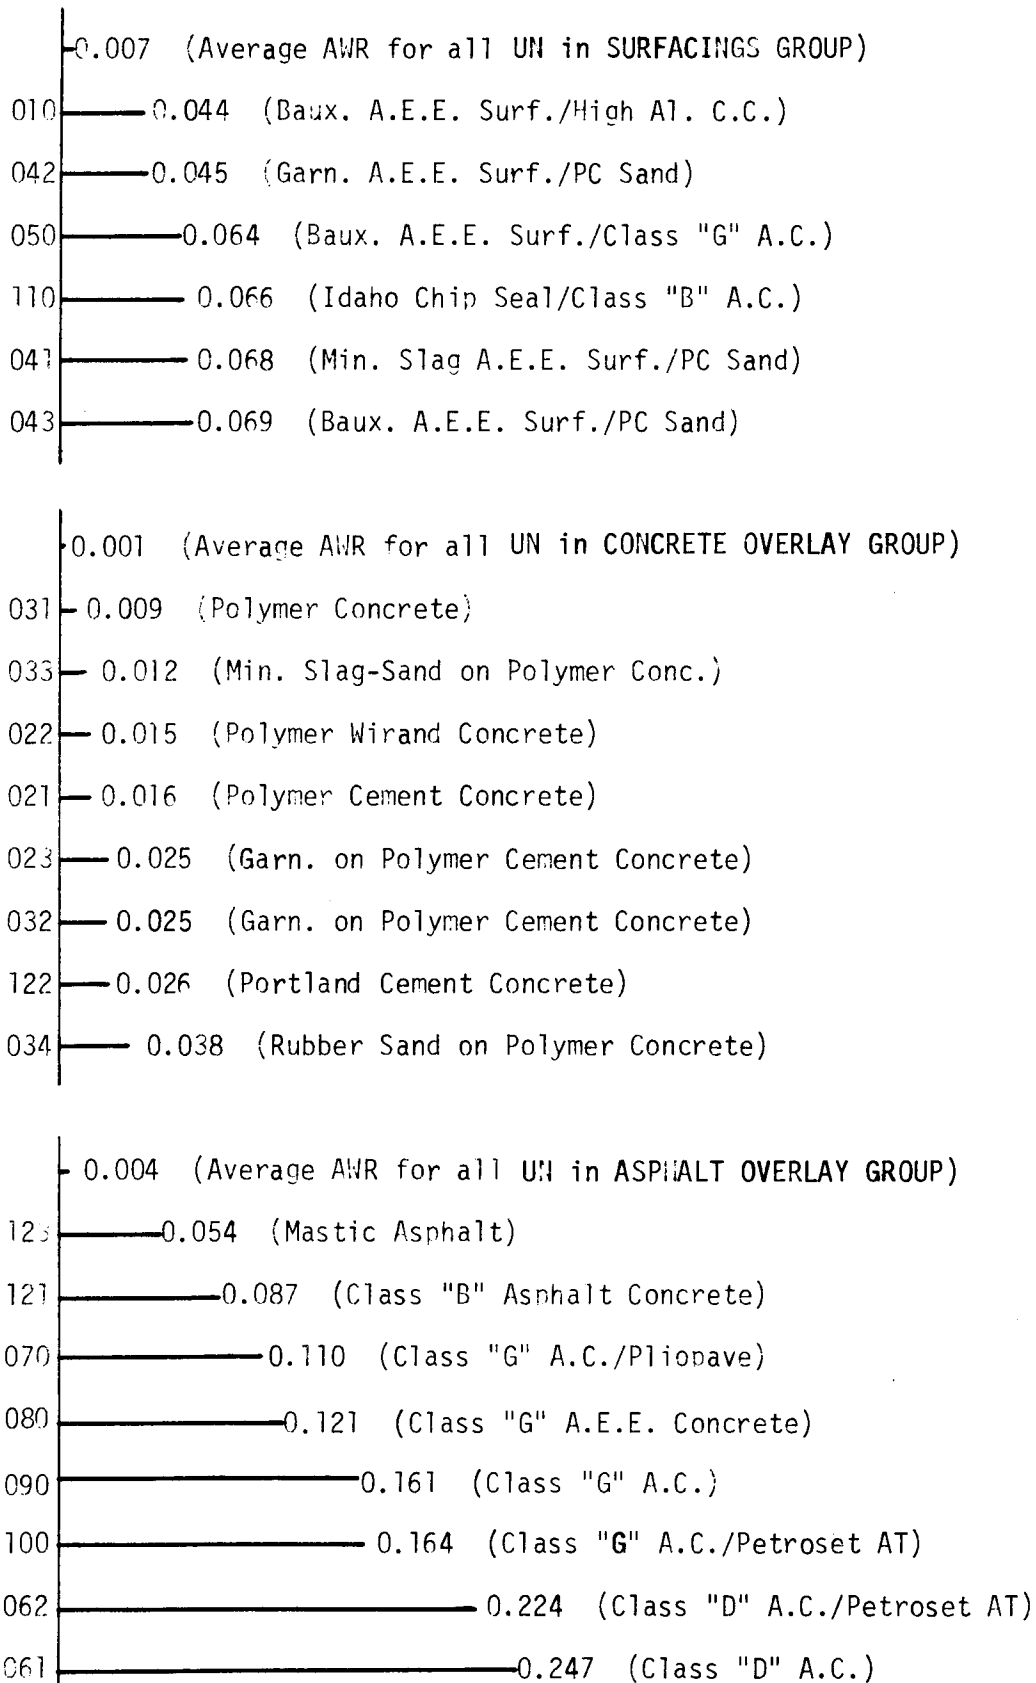 0.007 (Average AWR for all UN in SURFACINGS GROUP)
010 0.044 (Baux. A.E.E. Surf./High Al. C.C.)
042 0.045 (Garn. A.E.E. Surf./PC Sand)
050 0.064 (Baux. A.E.E. Surf./Class "G" A.C.)
110 0.066 (Idaho Chip Seal/Class "B" A.C.)
041 0.068 (Min. Slag A.E.E. Surf./PC Sand)
043 0.069 (Baux. A.E.E. Surf./PC Sand)
0.001 (Average AWR for all UN in CONCRETE OVERLAY GROUP)
031 0.009 (Polymer Concrete)
033 0.012 (Min. Slag-Sand on Polymer Conc.)
022 0.015 (Polymer Wirand Concrete)
021 0.016 (Polymer Cement Concrete)
023 0.025 (Garn. on Polymer Cement Concrete)
032 0.025 (Garn. on Polymer Cement Concrete)
122 0.026 (Portland Cement Concrete)
034 0.038 (Rubber Sand on Polymer Concrete)
0.004 (Average AWR for all UN in ASPHALT OVERLAY GROUP)
123 0.054 (Mastic Asphalt)
121 0.087 (Class "B" Asphalt Concrete)
070 0.110 (Class "G" A.C./Pliopave)
080 0.121 (Class "G" A.E.E. Concrete)
090 0.161 (Class "G" A.C.)
100 0.164 (Class "G" A.C./Petroset AT)
062 0.224 (Class "D" A.C./Petroset AT)
061 0.247 (Class "D" A.C.)